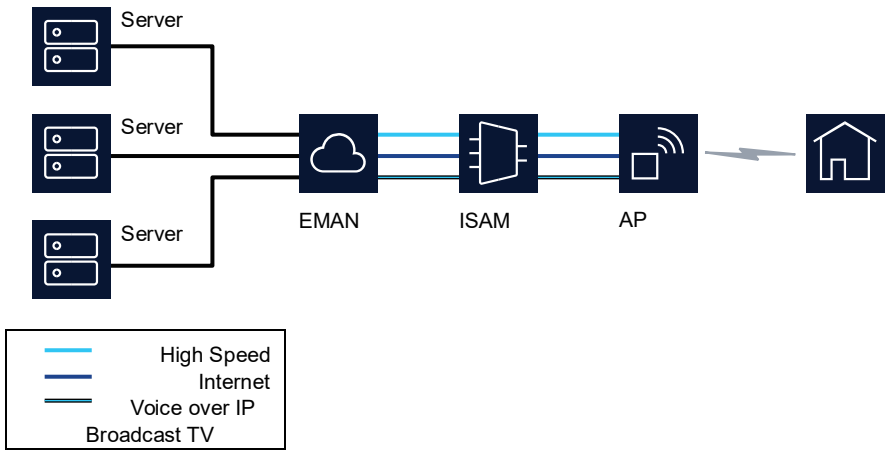 Server
Server
Server
EMAN
ISAM
AP
High Speed
Internet
Voice over IP
Broadcast TV